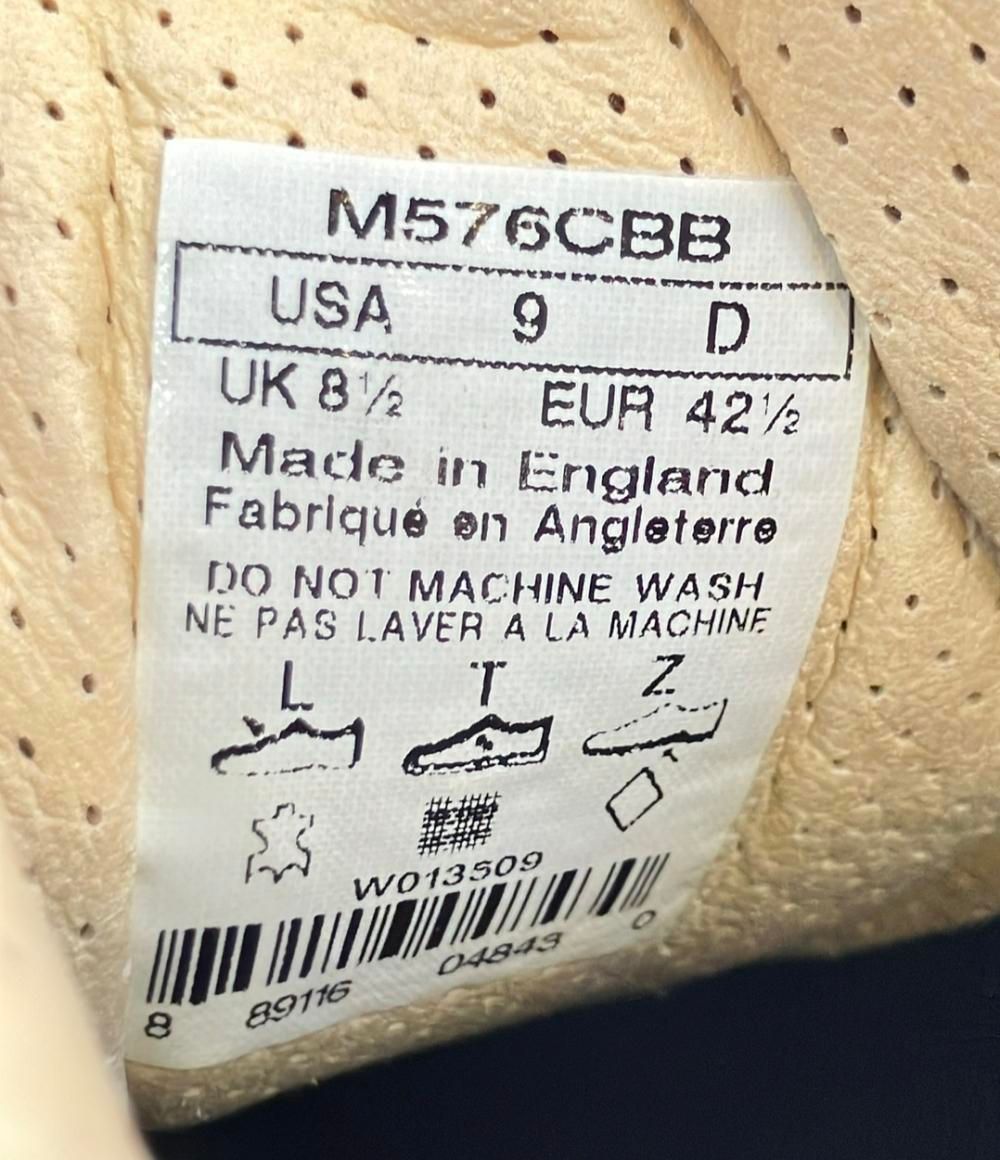 M576CBB
USA 9 D
UK 8½ EUR 42½
Made in England
Fabriqué en Angleterre
DO NOT MACHINE WASH
NE PAS LAVER A LA MACHINE
L T Z
W013509
8 89116 04843 0